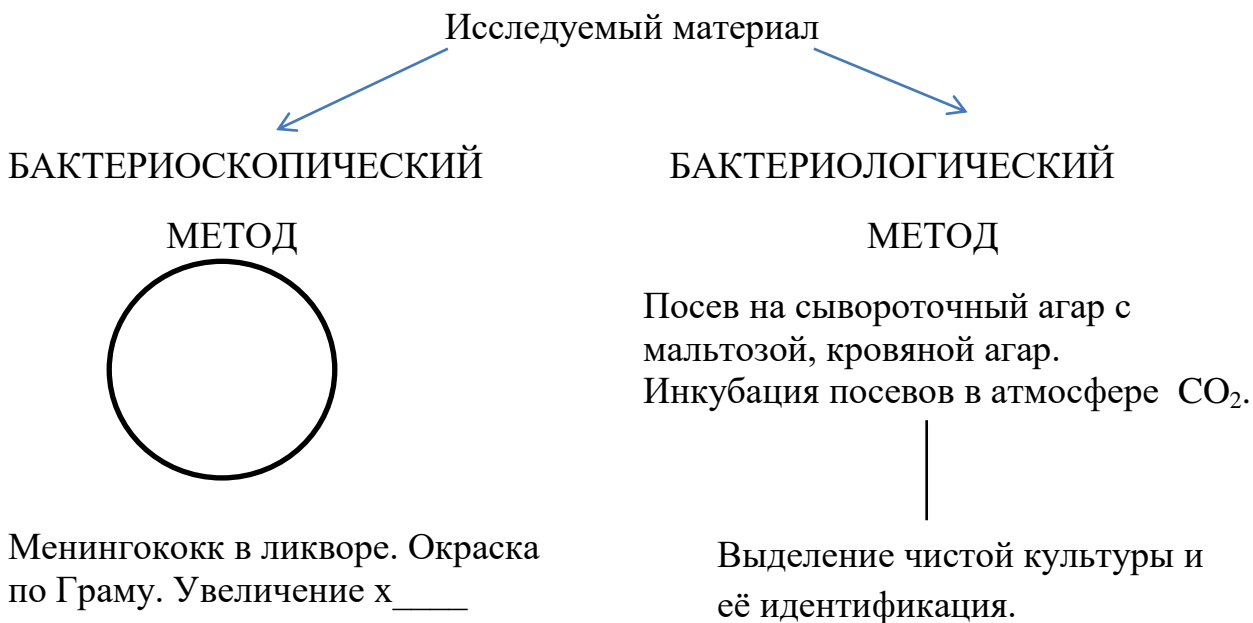 Исследуемый материал
БАКТЕРИОСКОПИЧЕСКИЙ
МЕТОД
Менингококк в ликворе. Окраска
по Граму. Увеличение х____
БАКТЕРИОЛОГИЧЕСКИЙ
МЕТОД
Посев на сывороточный агар с
мальтозой, кровяной агар.
Инкубация посевов в атмосфере СО₂.
Выделение чистой культуры и
её идентификация.